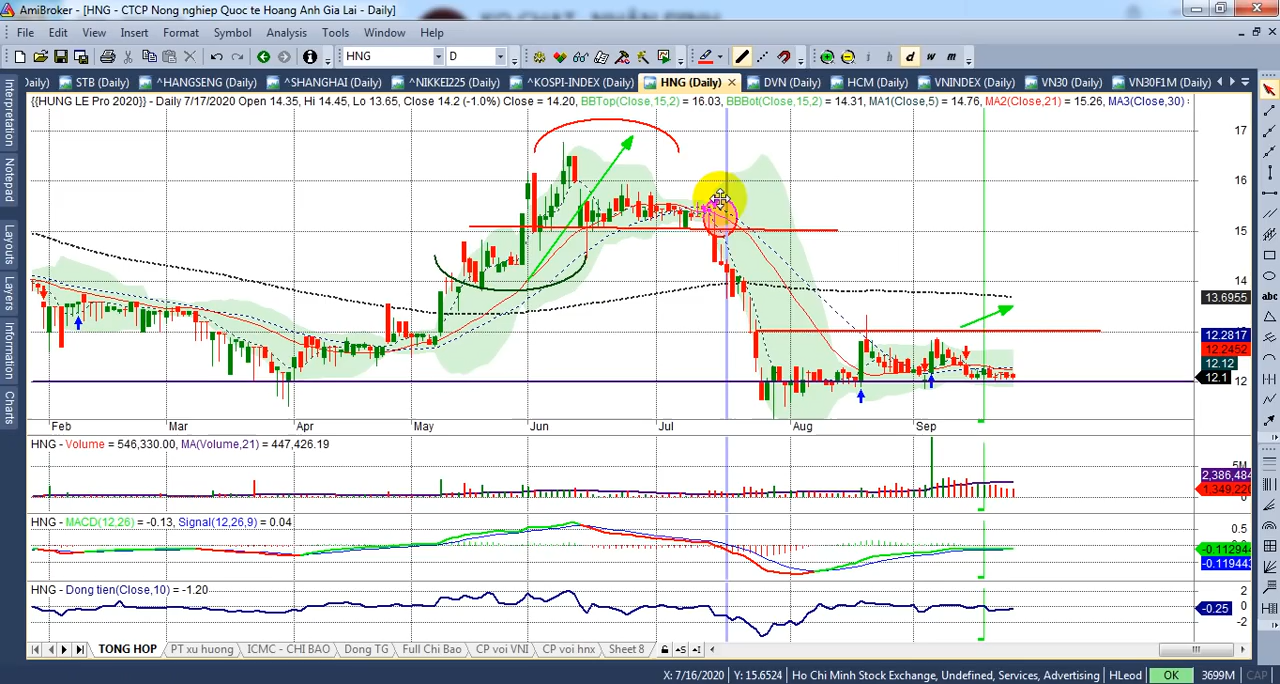 AmiBroker - [HNG - CTCP Nong nghiep Quoc te Hoang Anh Gia Lai - Daily]
File Edit View Insert Format Symbol Analysis Tools Window Help
HNG D d w m
Daily) STB (Daily) ^HANGSENG (Daily) ^SHANGHAI (Daily) ^NIKKEI225 (Daily) ^KOSPI-INDEX (Daily) HNG (Daily) DVN (Daily) HCM (Daily) VNINDEX (Daily) VN30 (Daily) VN30F1M (Daily)
{{HUNG LE Pro 2020}} - Daily 7/17/2020 Open 14.35, Hi 14.45, Lo 13.65, Close 14.2 (-1.0%) Close = 14.20, BBTop(Close,15,2) = 16.03, BBBot(Close,15,2) = 14.31, MA1(Close,5) = 14.76, MA2(Close,21) = 15.26, MA3(Close,30)
Interpretation
Notepad
Layouts
Layers
Information
Charts
abc
17
16
15
14
13.6955
12.2817
12.2452
12.12
12.1
12
Feb Mar Apr May Jun Jul Aug Sep
HNG - Volume = 546,330.00, MA(Volume,21) = 447,426.19
5M
2,386,484
1,349,220
HNG - MACD(12,26) = -0.13, Signal(12,26,9) = 0.04
0.5
-0.112944
-0.119443
HNG - Dong tien(Close,10) = -1.20
2
0
-0.25
-2
TONG HOP PT xu huong ICMC - CHI BAO Dong TG Full Chi Bao CP voi VNI CP voi hnx Sheet 8
X: 7/16/2020 Y: 15.6524 Ho Chi Minh Stock Exchange, Undefined, Services, Advertising HLeod OK 3699M CAP